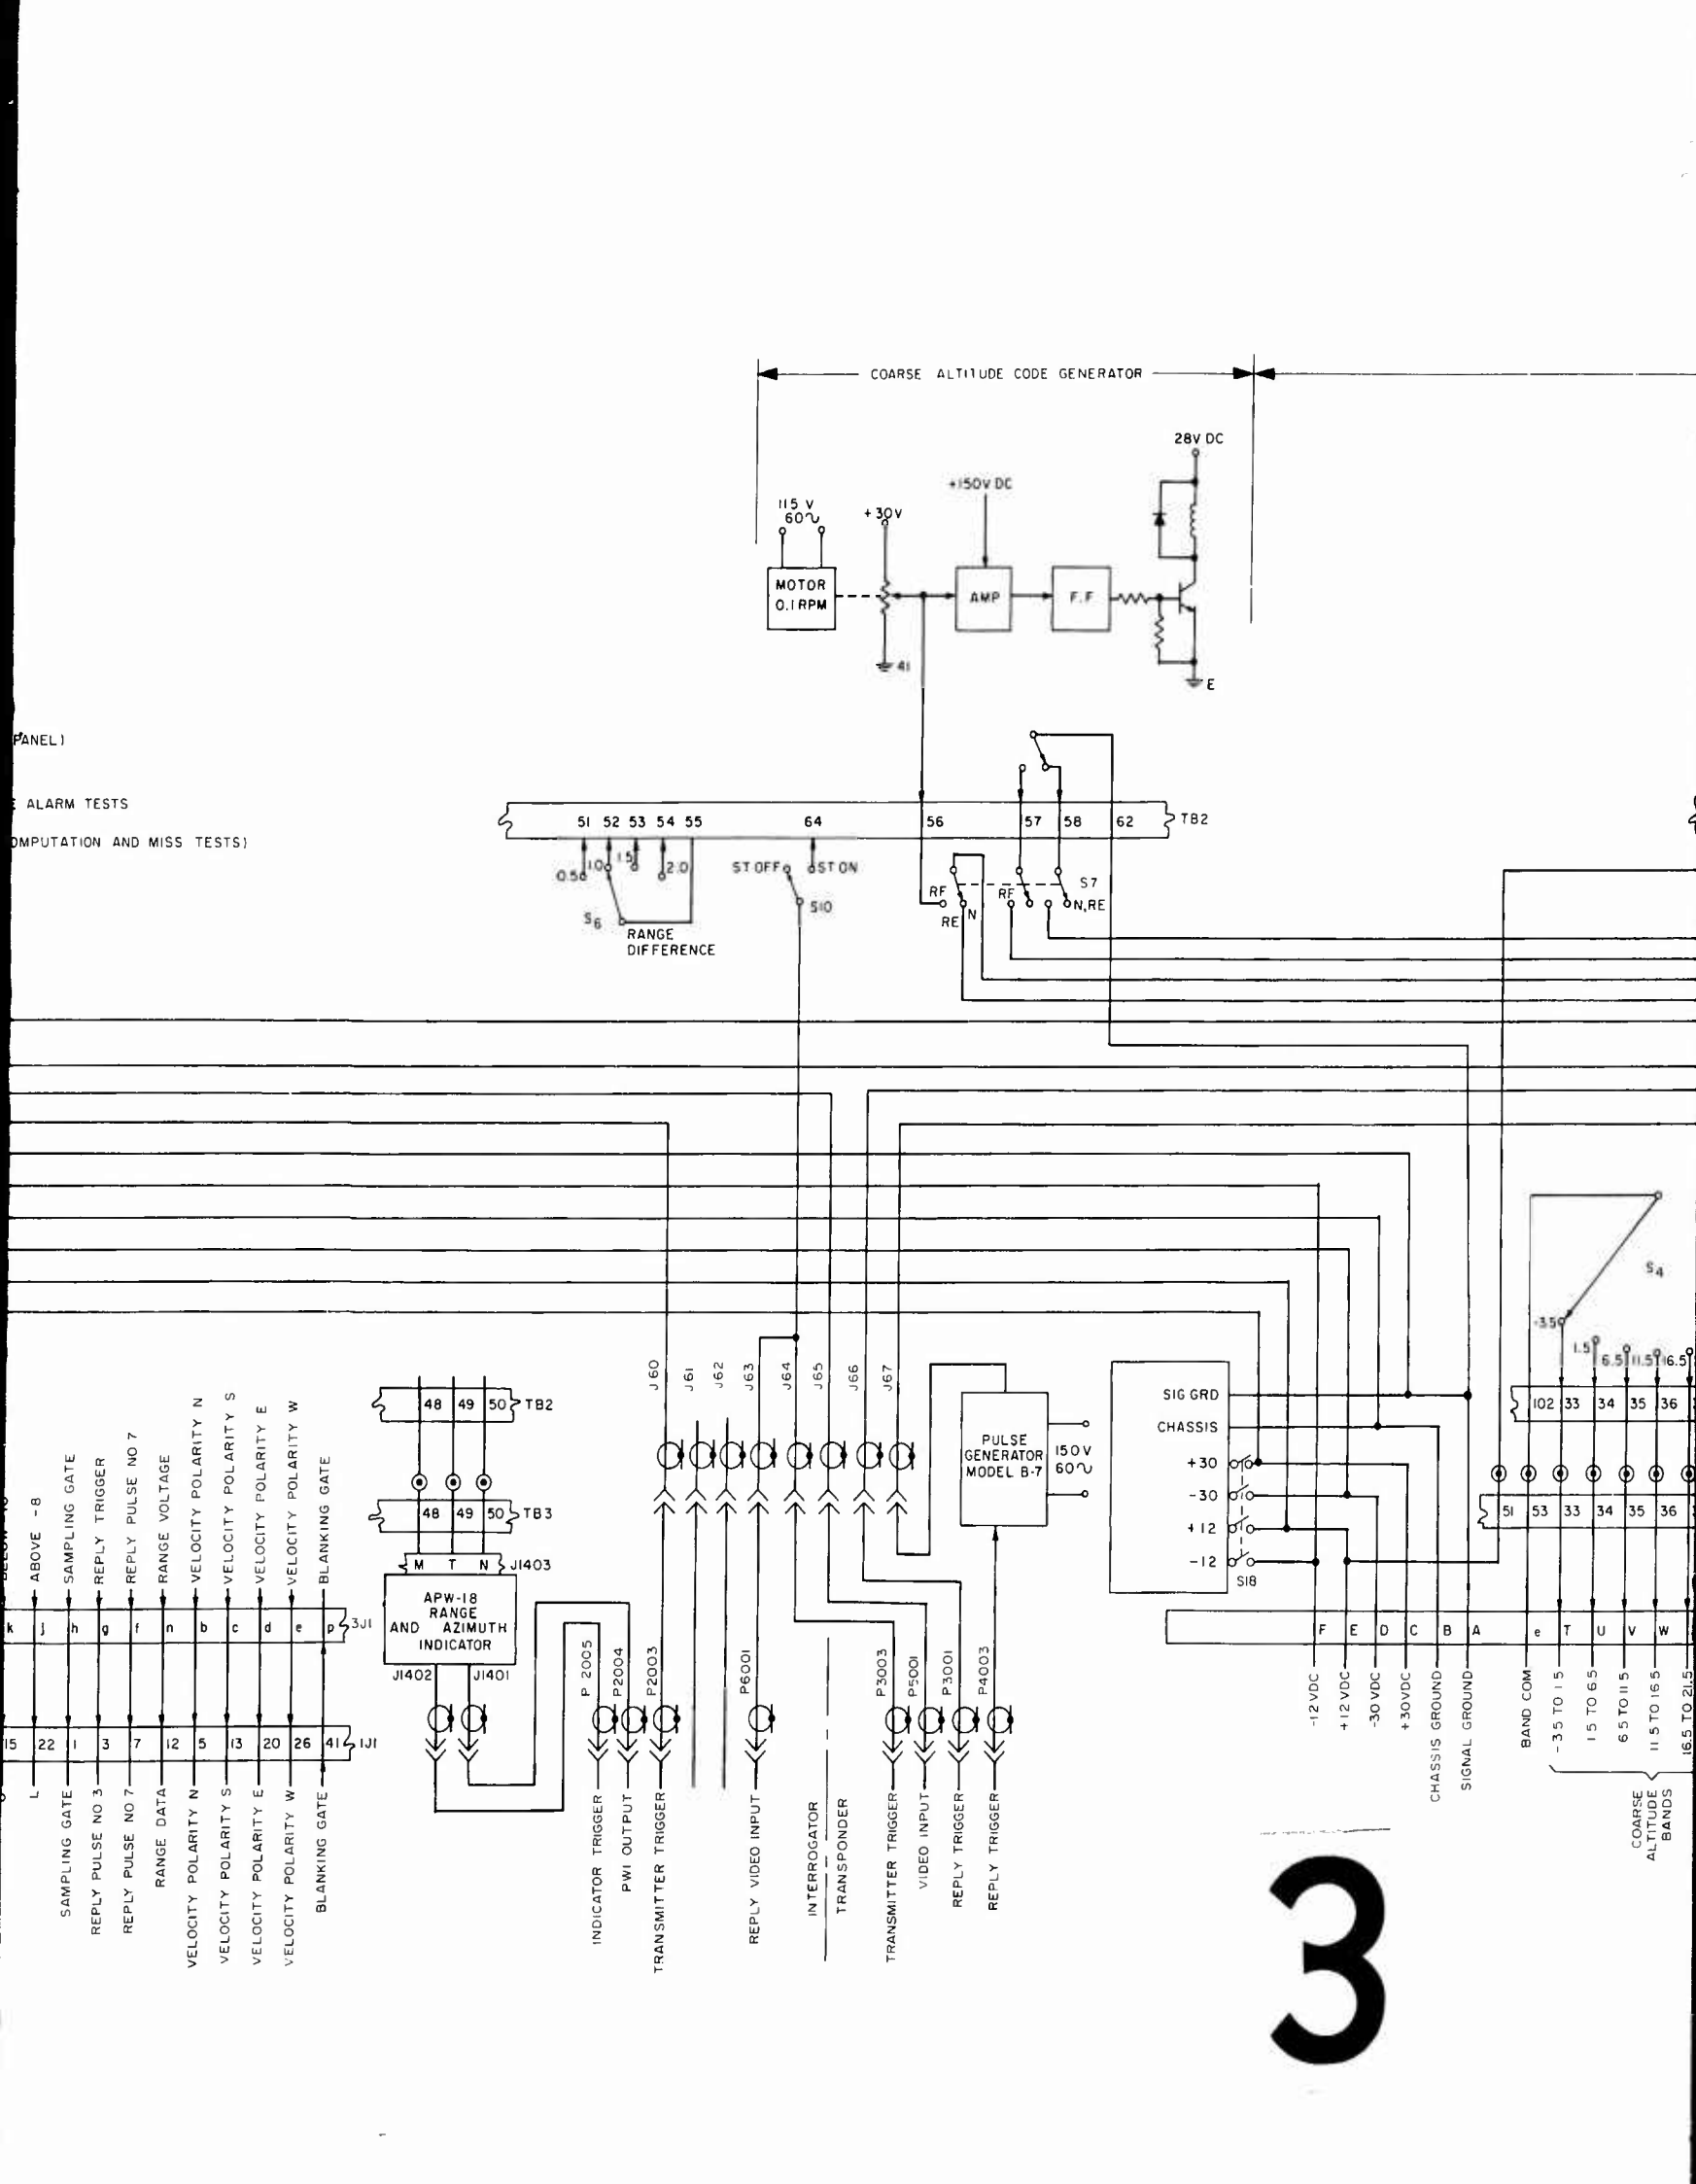 COARSE ALTITUDE CODE GENERATOR
28V DC
+150V DC
115 V
60∿
+30V
MOTOR
0.1 RPM
AMP
F.F
41
E
PANEL)
ALARM TESTS
OMPUTATION AND MISS TESTS)
51 52 53 54 55 64 56 57 58 62 TB2
0.5 1.0 1.5 2.0
ST OFF ST ON
S6
S10
RANGE
DIFFERENCE
RF RF S7
RE N N,RE
S4
-3.5 1.5 6.5 11.5 16.5
J60 J61 J62 J63 J64 J65 J66 J67
48 49 50 TB2
48 49 50 TB3
M T N J1403
APW-18
RANGE
AND AZIMUTH
INDICATOR
J1402 J1401
PULSE
GENERATOR
MODEL B-7
150V
60∿
SIG GRD
CHASSIS
+30
-30
+12
-12
S18
102 33 34 35 36
51 53 33 34 35 36
ABOVE -8
SAMPLING GATE
REPLY TRIGGER
REPLY PULSE NO 7
RANGE VOLTAGE
VELOCITY POLARITY N
VELOCITY POLARITY S
VELOCITY POLARITY E
VELOCITY POLARITY W
BLANKING GATE
k j h g f n b c d e p 3J1
F E D C B A e T U V W
P2005 P2004 P2003 P6001 P3003 P5001 P3001 P4003
15 22 1 3 7 12 5 13 20 26 41 1J1
L
SAMPLING GATE
REPLY PULSE NO 3
REPLY PULSE NO 7
RANGE DATA
VELOCITY POLARITY N
VELOCITY POLARITY S
VELOCITY POLARITY E
VELOCITY POLARITY W
BLANKING GATE
INDICATOR TRIGGER
PWI OUTPUT
TRANSMITTER TRIGGER
REPLY VIDEO INPUT
INTERROGATOR
TRANSPONDER
TRANSMITTER TRIGGER
VIDEO INPUT
REPLY TRIGGER
REPLY TRIGGER
-12 VDC
+12 VDC
-30 VDC
+30VDC
CHASSIS GROUND
SIGNAL GROUND
BAND COM
-3 5 TO 1 5
1 5 TO 6 5
6 5 TO 11 5
11 5 TO 16 5
16.5 TO 21.5
COARSE
ALTITUDE
BANDS
3